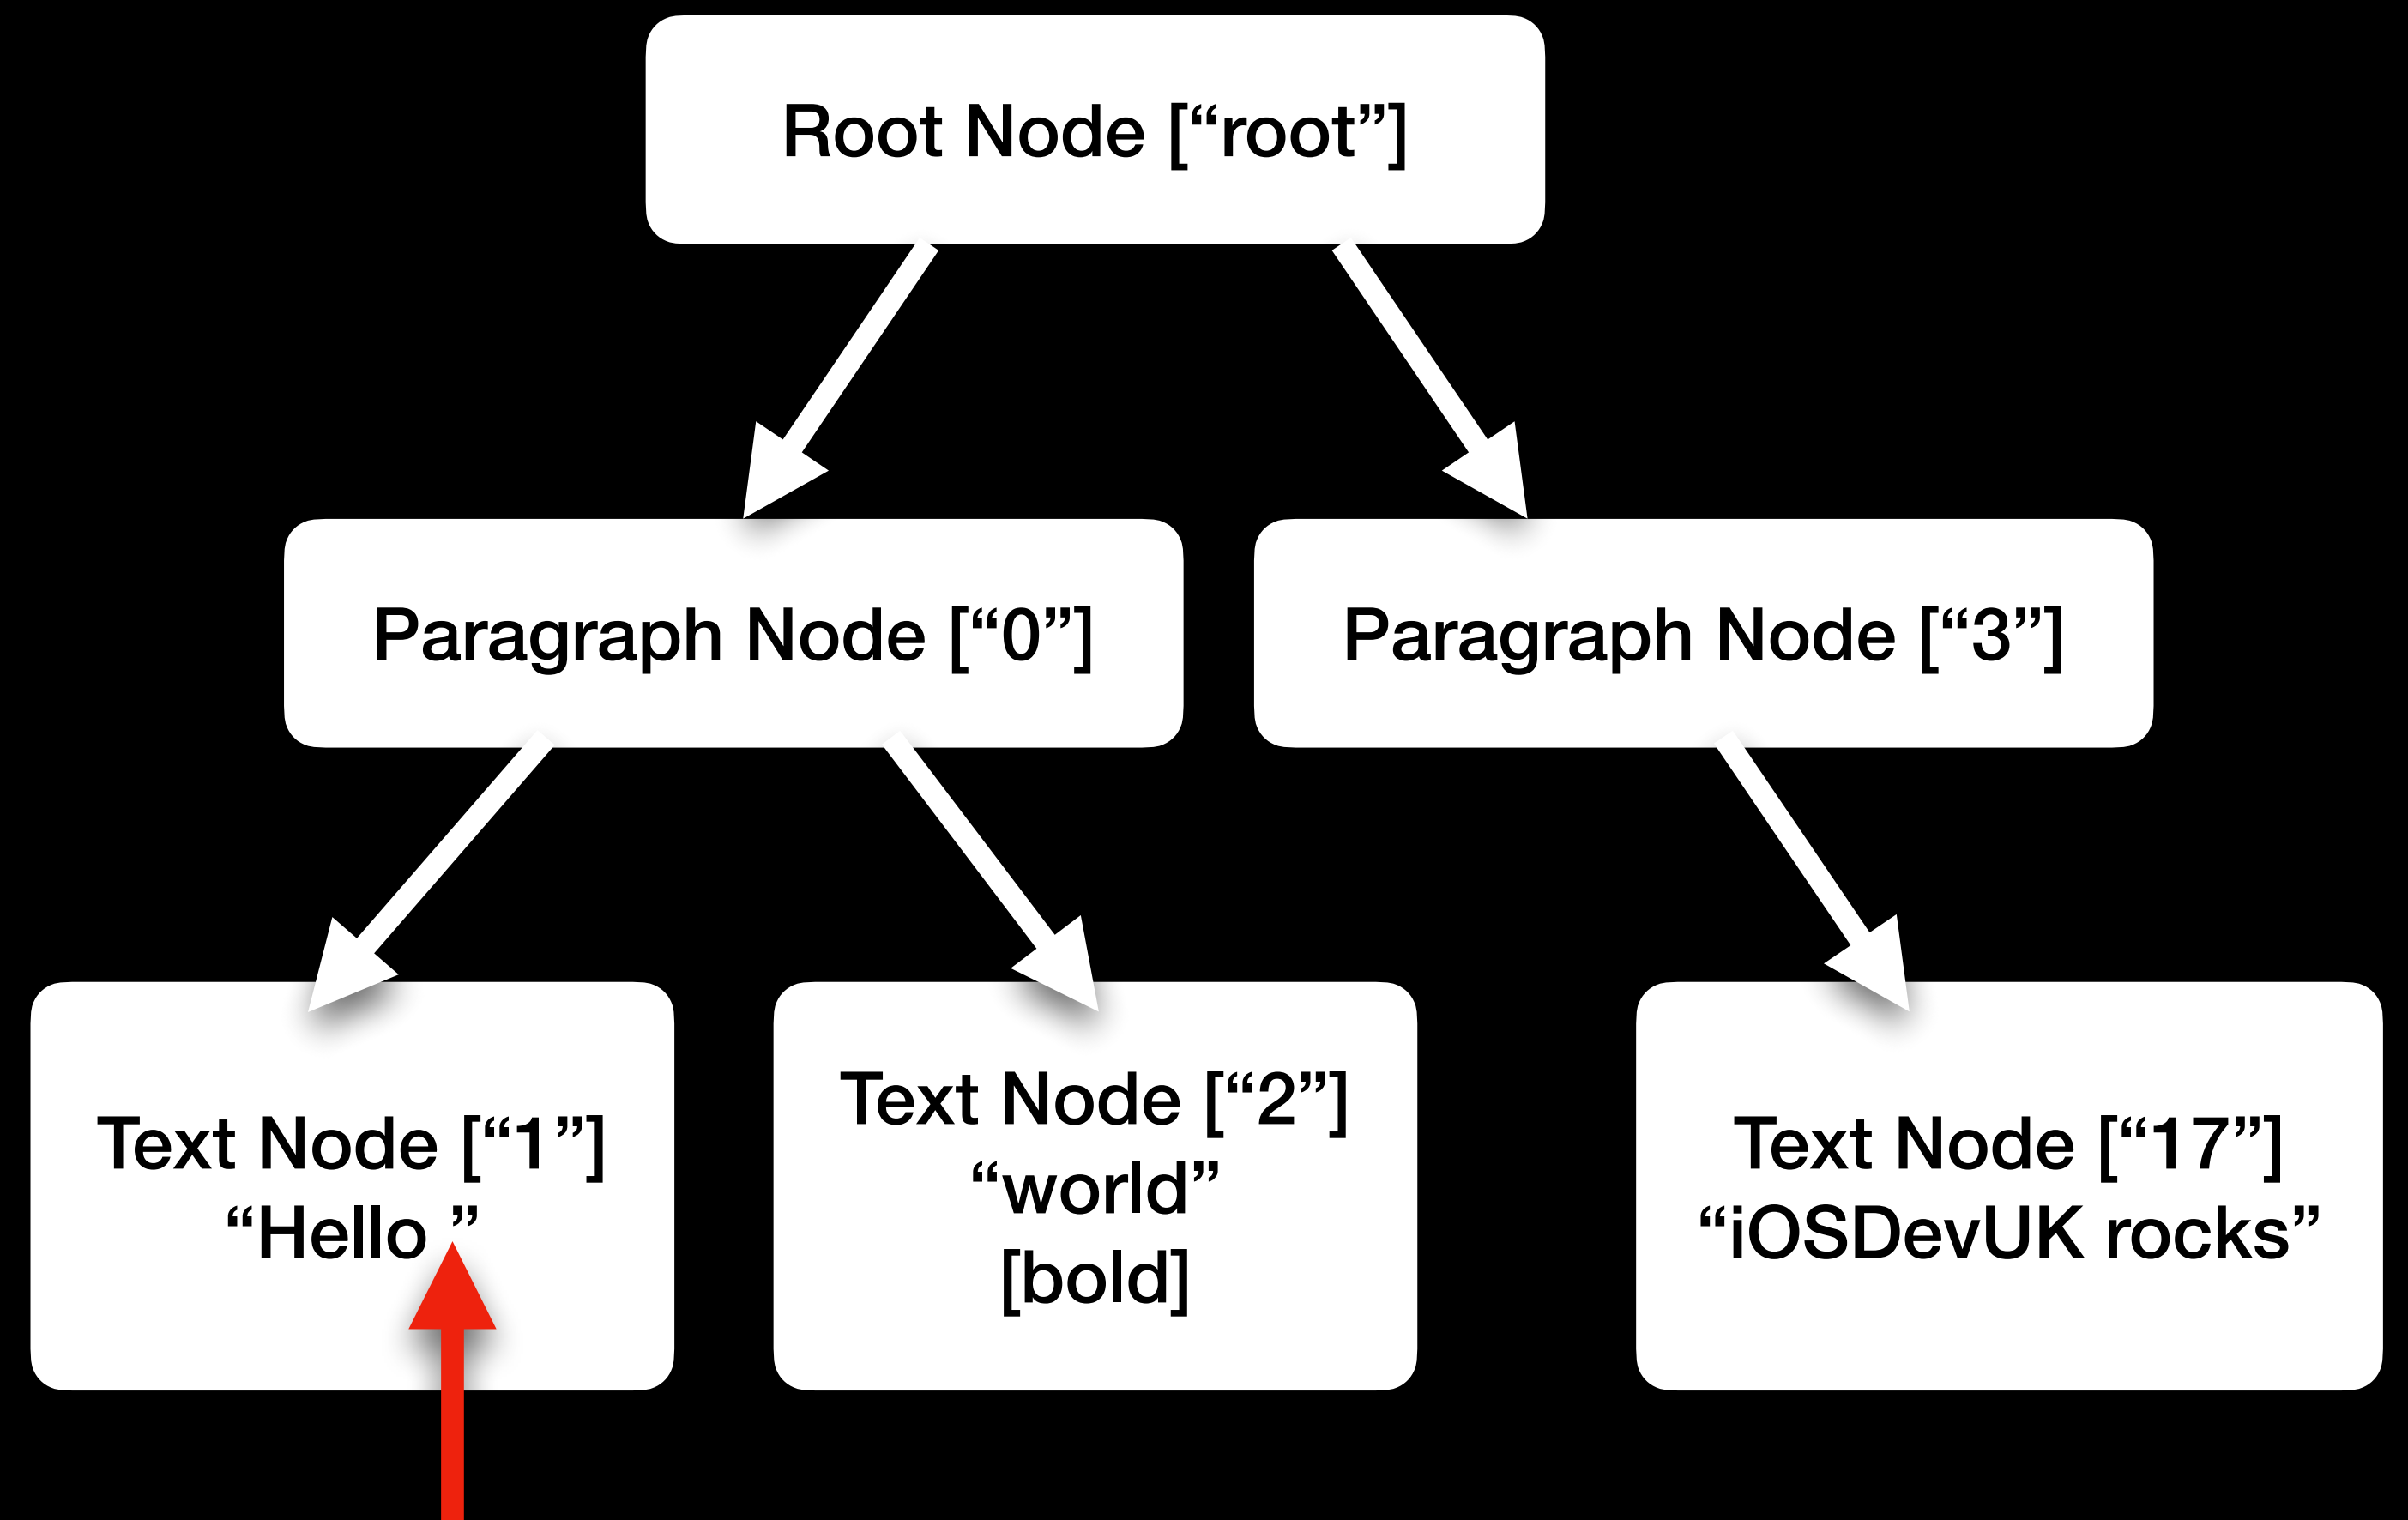 Root Node [“root”]
Paragraph Node [“0”]
Paragraph Node [“3”]
Text Node [“1”]
“Hello ”
Text Node [“2”]
“world”
[bold]
Text Node [“17”]
“iOSDevUK rocks”